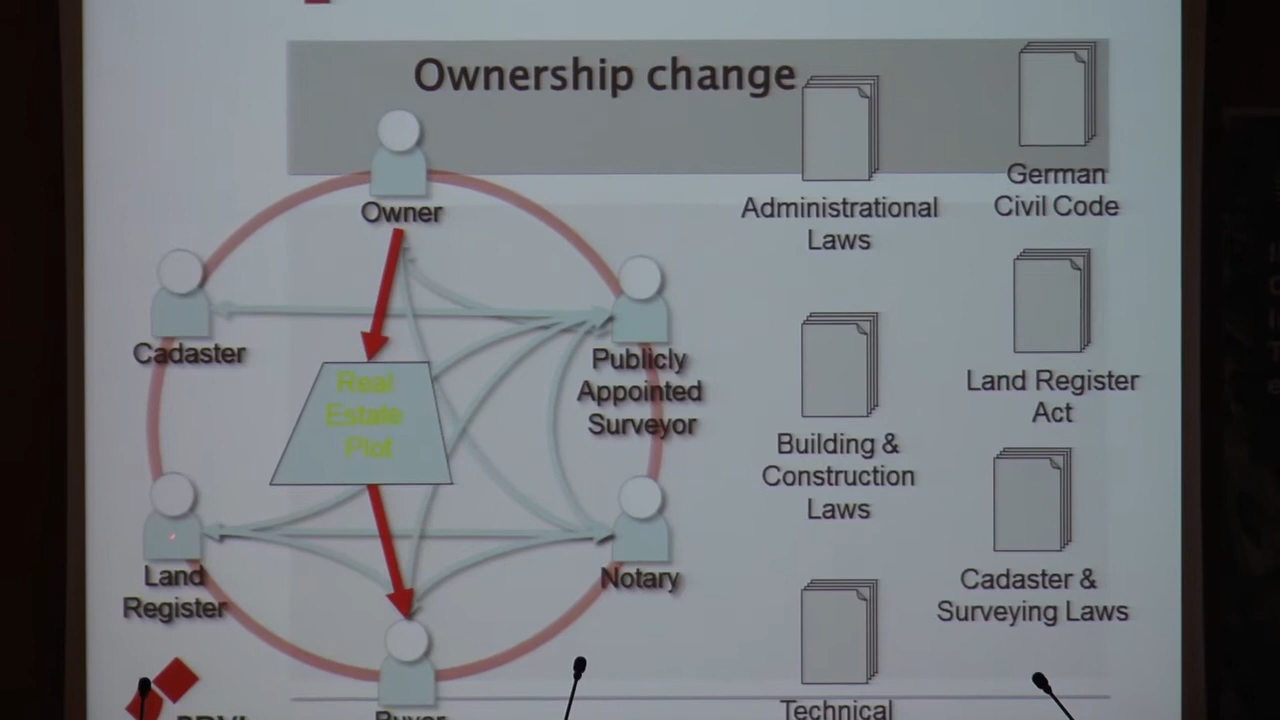 Ownership change
Owner
Cadaster
Publicly
Appointed
Surveyor
Real
Estate
Plot
Land
Register
Notary
Buyer
Administrational
Laws
German
Civil Code
Building &
Construction
Laws
Land Register
Act
Cadaster &
Surveying Laws
Technical